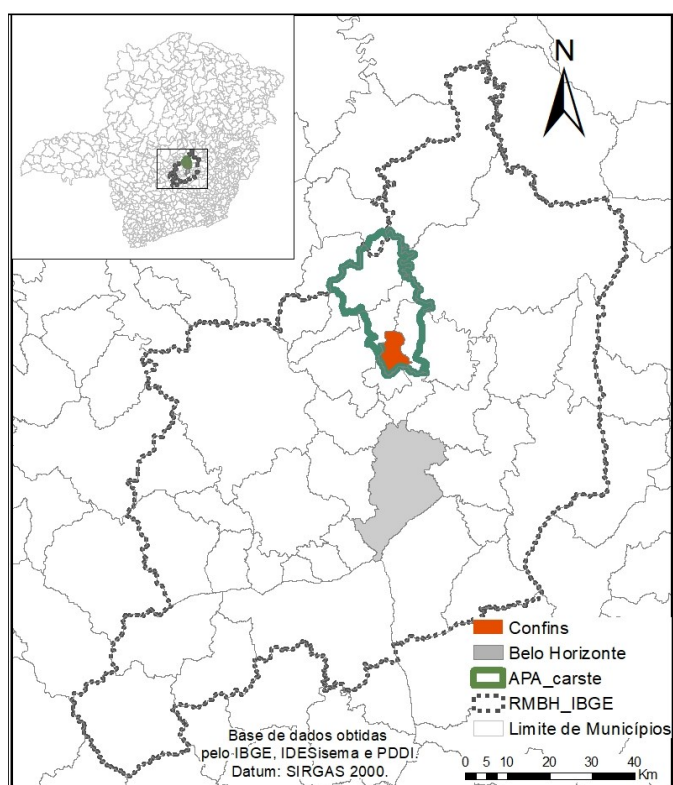 N
Confins
Belo Horizonte
APA_carste
RMBH_IBGE
Limite de Municípios
Base de dados obtidas
pelo IBGE, IDESisema e PDDI.
Datum: SIRGAS 2000.
0 5 10 20 30 40
Km